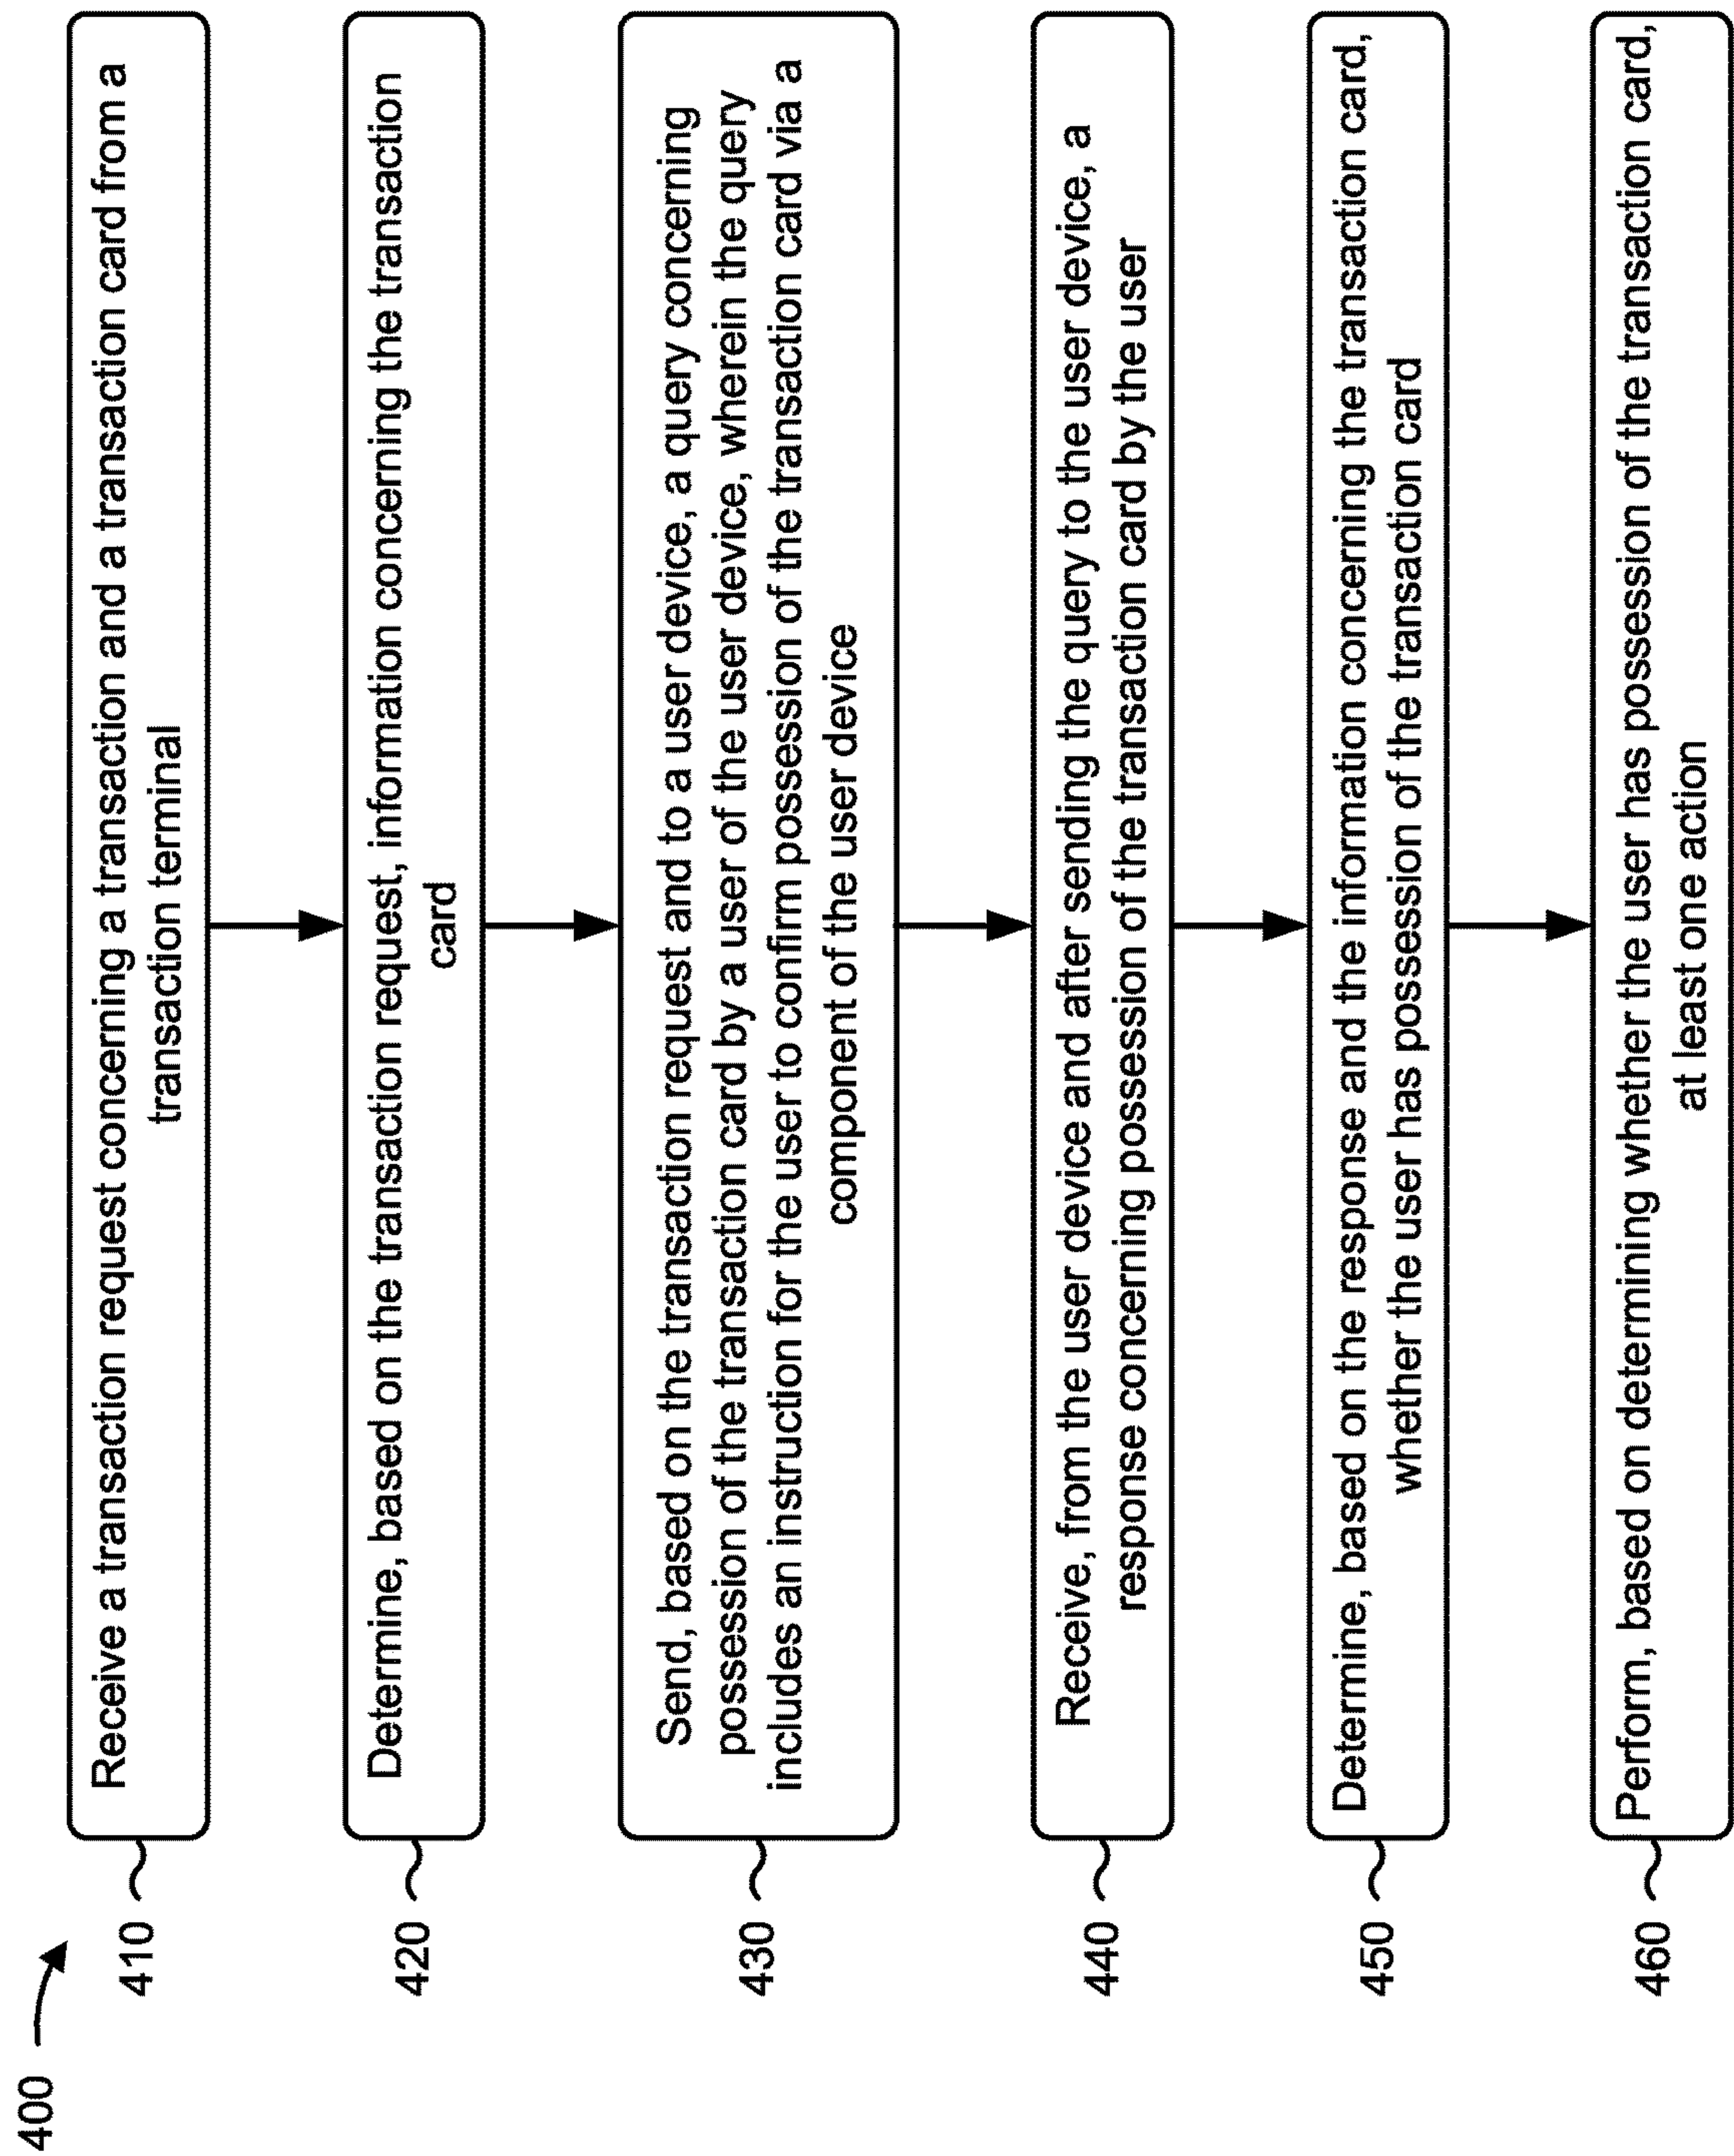 400
410
Receive a transaction request concerning a transaction and a transaction card from a
transaction terminal
420
Determine, based on the transaction request, information concerning the transaction
card
430
Send, based on the transaction request and to a user device, a query concerning
possession of the transaction card by a user of the user device, wherein the query
includes an instruction for the user to confirm possession of the transaction card via a
component of the user device
440
Receive, from the user device and after sending the query to the user device, a
response concerning possession of the transaction card by the user
450
Determine, based on the response and the information concerning the transaction card,
whether the user has possession of the transaction card
460
Perform, based on determining whether the user has possession of the transaction card,
at least one action